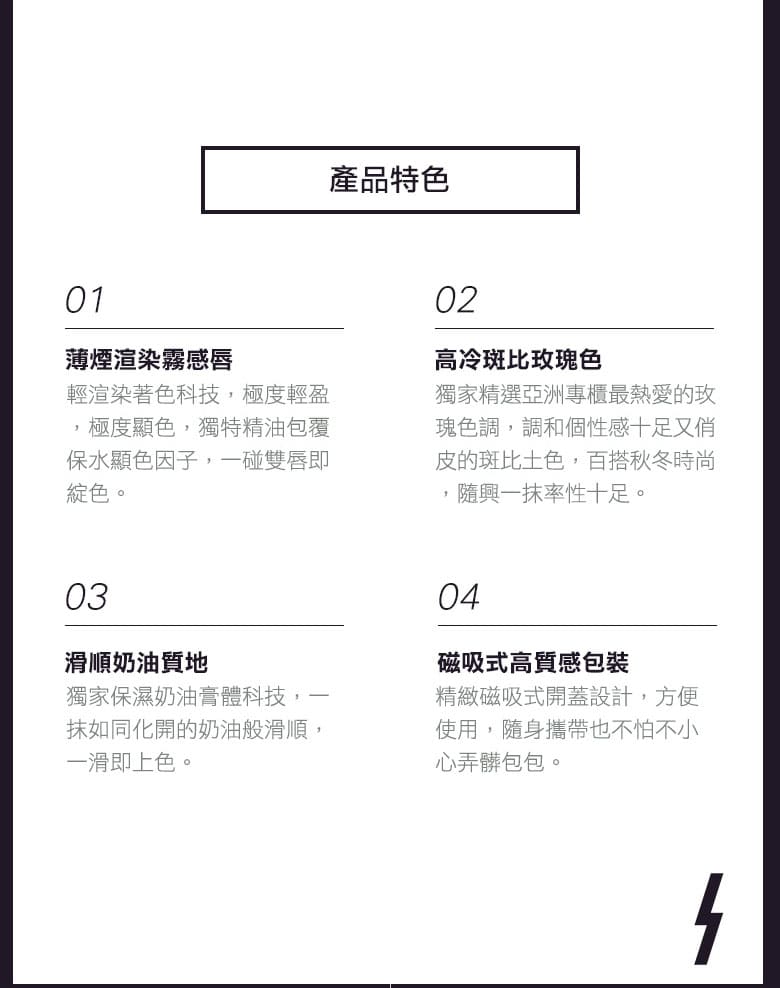 產品特色
01
薄煙渲染霧感唇
輕渲染著色科技，極度輕盈
，極度顯色，獨特精油包覆
保水顯色因子，一碰雙唇即
綻色。
02
高冷斑比玫瑰色
獨家精選亞洲專櫃最熱愛的玫
瑰色調，調和個性感十足又俏
皮的斑比土色，百搭秋冬時尚
，隨興一抹率性十足。
03
滑順奶油質地
獨家保濕奶油膏體科技，一
抹如同化開的奶油般滑順，
一滑即上色。
04
磁吸式高質感包裝
精緻磁吸式開蓋設計，方便
使用，隨身攜帶也不怕不小
心弄髒包包。